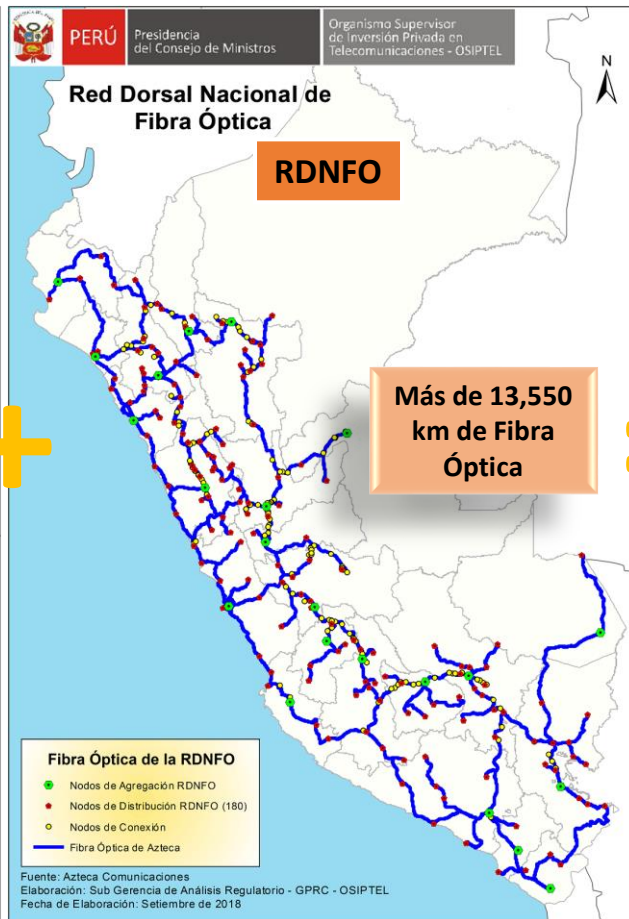 PERÚ
Presidencia
del Consejo de Ministros
Organismo Supervisor
de Inversión Privada en
Telecomunicaciones - OSIPTEL
N
Red Dorsal Nacional de
Fibra Óptica
RDNFO
Más de 13,550
km de Fibra
Óptica
Fibra Óptica de la RDNFO
Nodos de Agregación RDNFO
Nodos de Distribución RDNFO (180)
Nodos de Conexión
Fibra Óptica de Azteca
Fuente: Azteca Comunicaciones
Elaboración: Sub Gerencia de Análisis Regulatorio - GPRC - OSIPTEL
Fecha de Elaboración: Setiembre de 2018